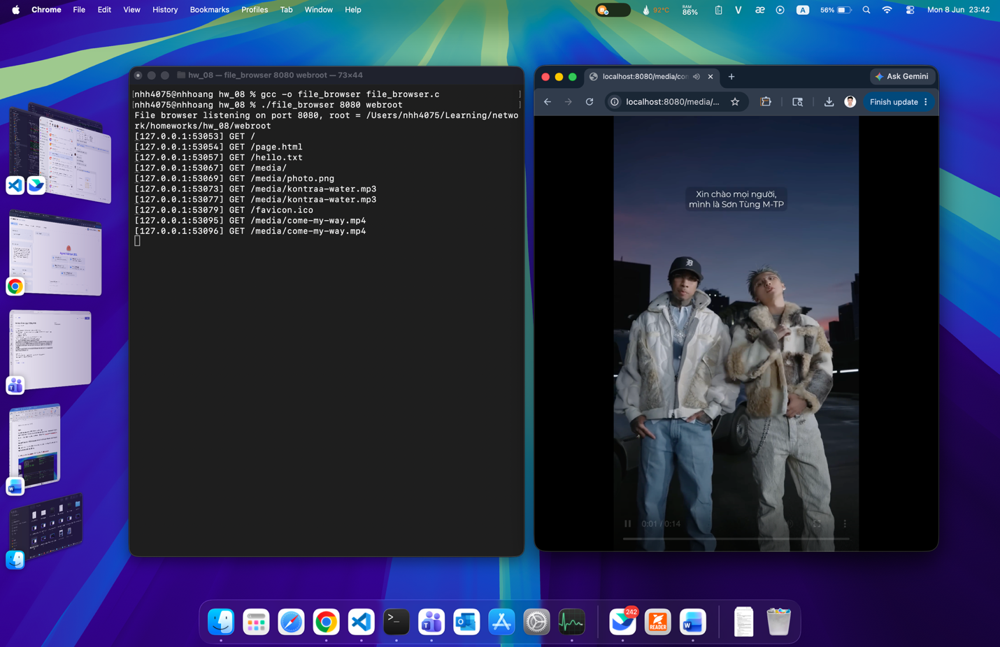 Chrome File Edit View History Bookmarks Profiles Tab Window Help
92°C RAM 86% V æ A 56% Mon 8 Jun 23:42
hw_08 — file_browser 8080 webroot — 73×44
[nhh4075@nhhoang hw_08 % gcc -o file_browser file_browser.c ]
[nhh4075@nhhoang hw_08 % ./file_browser 8080 webroot ]
File browser listening on port 8080, root = /Users/nhh4075/Learning/netwo
rk/homeworks/hw_08/webroot
[127.0.0.1:53053] GET /
[127.0.0.1:53054] GET /page.html
[127.0.0.1:53057] GET /hello.txt
[127.0.0.1:53067] GET /media/
[127.0.0.1:53069] GET /media/photo.png
[127.0.0.1:53073] GET /media/kontraa-water.mp3
[127.0.0.1:53077] GET /media/kontraa-water.mp3
[127.0.0.1:53079] GET /favicon.ico
[127.0.0.1:53095] GET /media/come-my-way.mp4
[127.0.0.1:53096] GET /media/come-my-way.mp4
localhost:8080/media/con
Ask Gemini
localhost:8080/media/...
Finish update
Xin chào mọi người,
mình là Sơn Tùng M-TP
0:01 / 0:14
242
READER